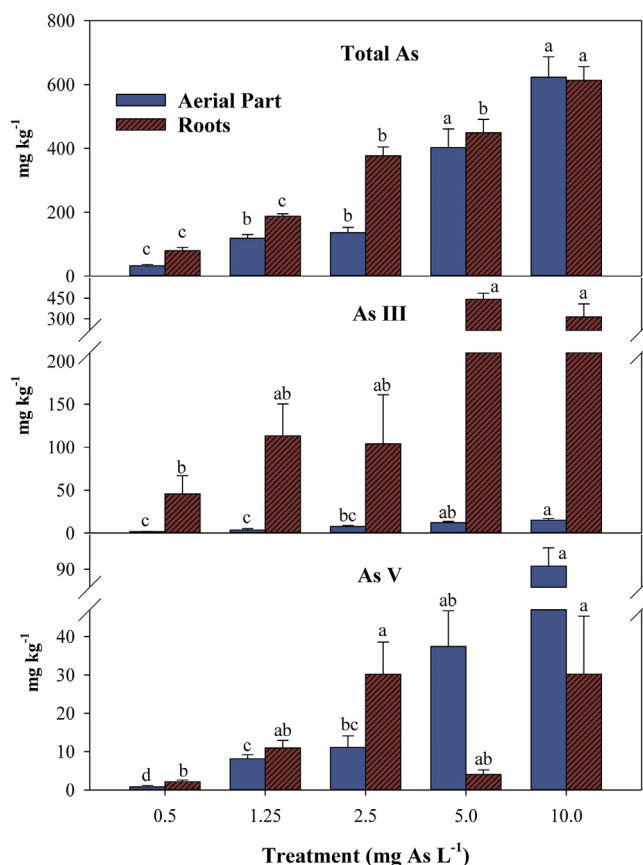 800
Total As
Aerial Part
Roots
600
400
200
0
mg kg⁻¹
c c b c b b a b a a
450
As III
300
200
150
100
50
0
mg kg⁻¹
c b c ab bc ab ab a a a
90
As V
40
30
20
10
0
mg kg⁻¹
d b c ab bc a ab ab a a
0.5 1.25 2.5 5.0 10.0
Treatment (mg As L⁻¹)